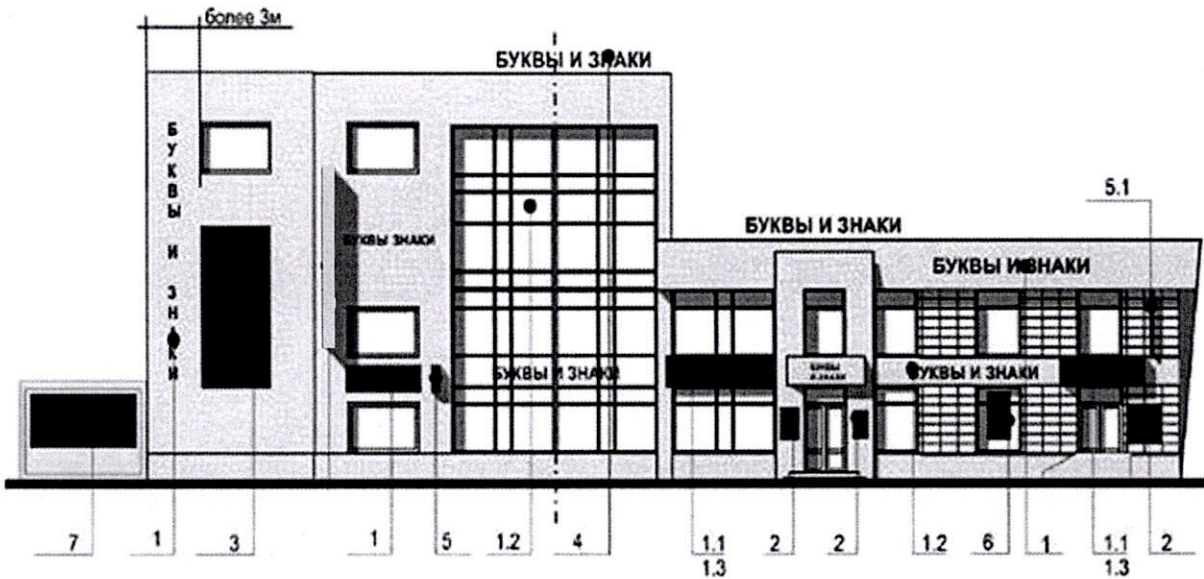 более 3м
БУКВЫ И ЗНАКИ
БУКВЫ И ЗНАКИ
БУКВЫ ЗНАКИ
5.1
БУКВЫ И ЗНАКИ
БУКВЫ И ЗНАКИ
БУКВЫ И ЗНАКИ
БУКВЫ
И ЗНАКИ
БУКВЫ И ЗНАКИ
7 1 3 1 5 1.2 4 1.1 2 2 1.2 6 1 1.1 2
1.3 1.3